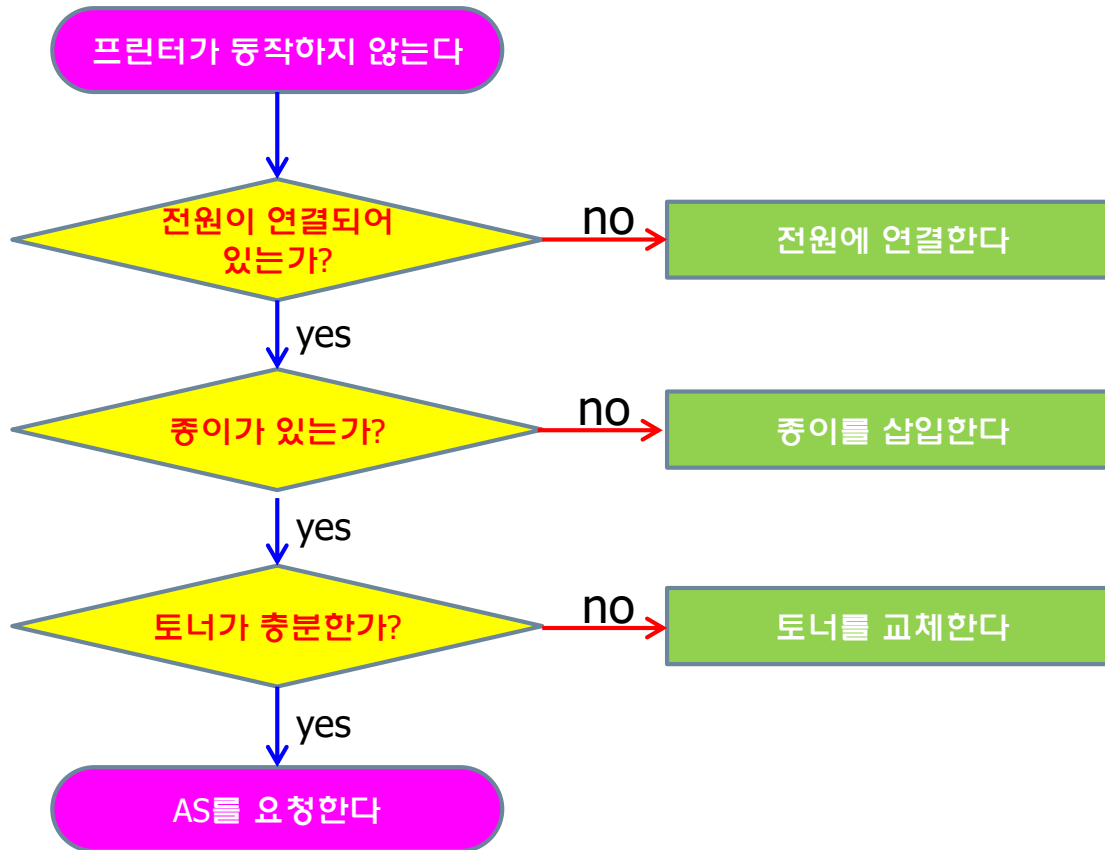 프린터가 동작하지 않는다
전원이 연결되어
있는가?
no
전원에 연결한다
yes
종이가 있는가?
no
종이를 삽입한다
yes
토너가 충분한가?
no
토너를 교체한다
yes
AS를 요청한다